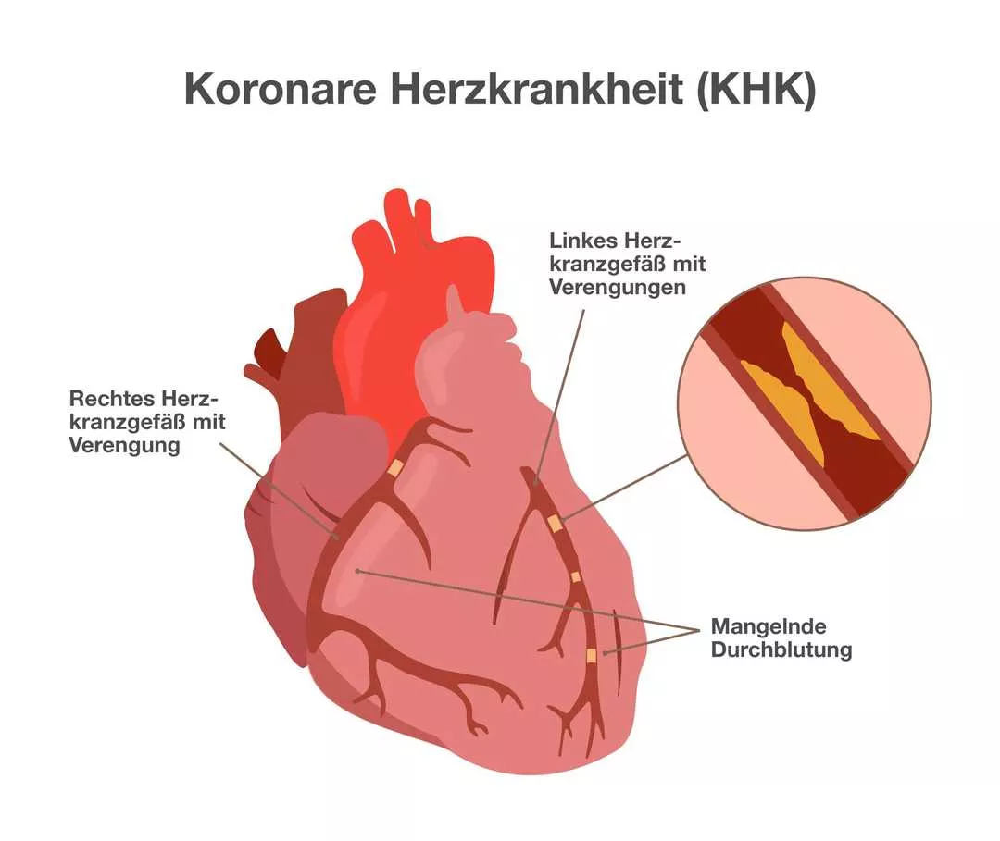 Koronare Herzkrankheit (KHK)
Linkes Herz-
kranzgefäß mit
Verengungen
Rechtes Herz-
kranzgefäß mit
Verengung
Mangelnde
Durchblutung